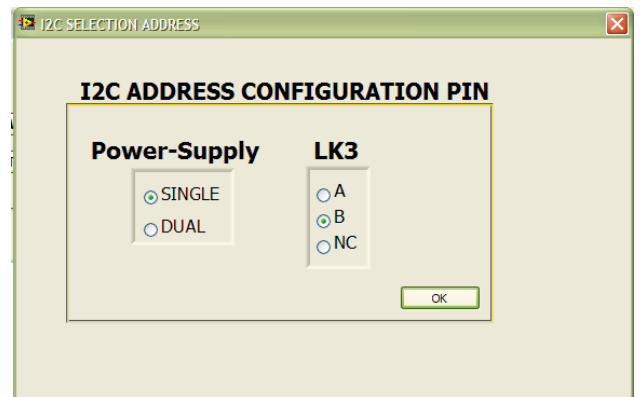 I2C SELECTION ADDRESS
I2C ADDRESS CONFIGURATION PIN
Power-Supply LK3
SINGLE A
DUAL B
NC
OK